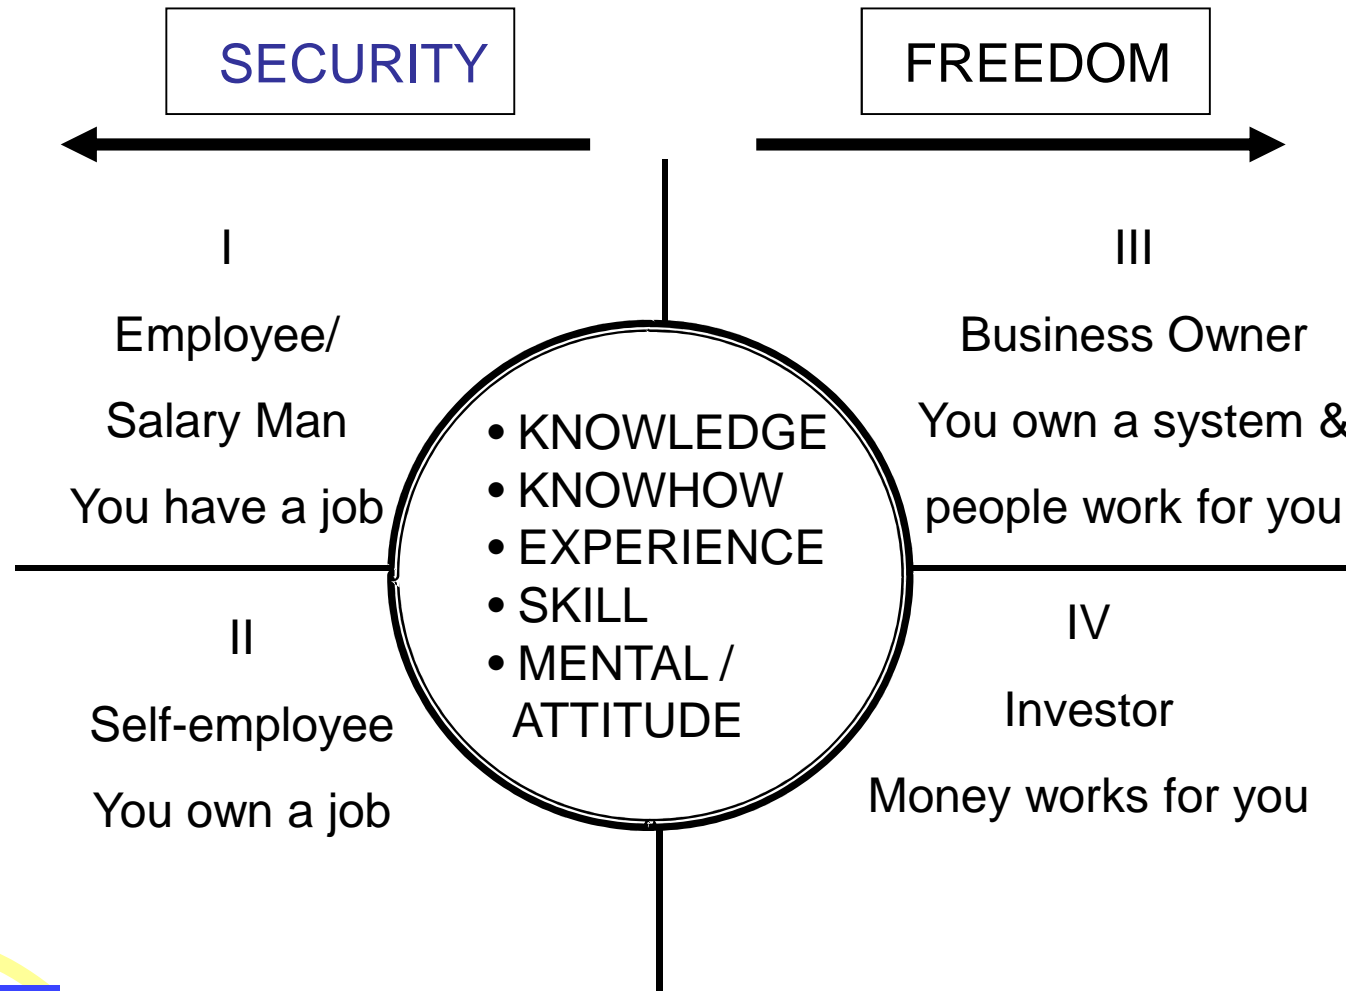 SECURITY
FREEDOM
I
Employee/
Salary Man
You have a job
II
Self-employee
You own a job
• KNOWLEDGE
• KNOWHOW
• EXPERIENCE
• SKILL
• MENTAL /
ATTITUDE
III
Business Owner
You own a system &
people work for you
IV
Investor
Money works for you